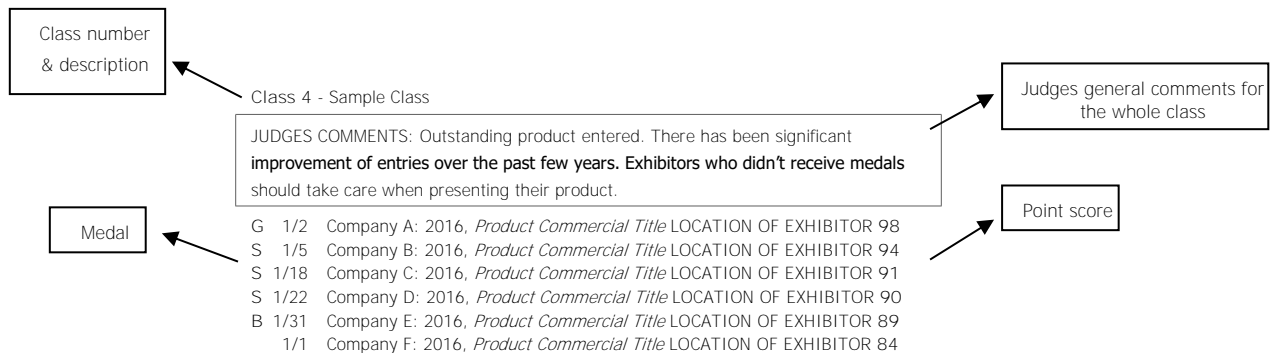 Class number
& description
Class 4 - Sample Class
Judges general comments for
the whole class
JUDGES COMMENTS: Outstanding product entered. There has been significant
improvement of entries over the past few years. Exhibitors who didn't receive medals
should take care when presenting their product.
Medal
Point score
G 1/2 Company A: 2016, Product Commercial Title LOCATION OF EXHIBITOR 98
S 1/5 Company B: 2016, Product Commercial Title LOCATION OF EXHIBITOR 94
S 1/18 Company C: 2016, Product Commercial Title LOCATION OF EXHIBITOR 91
S 1/22 Company D: 2016, Product Commercial Title LOCATION OF EXHIBITOR 90
B 1/31 Company E: 2016, Product Commercial Title LOCATION OF EXHIBITOR 89
1/1 Company F: 2016, Product Commercial Title LOCATION OF EXHIBITOR 84